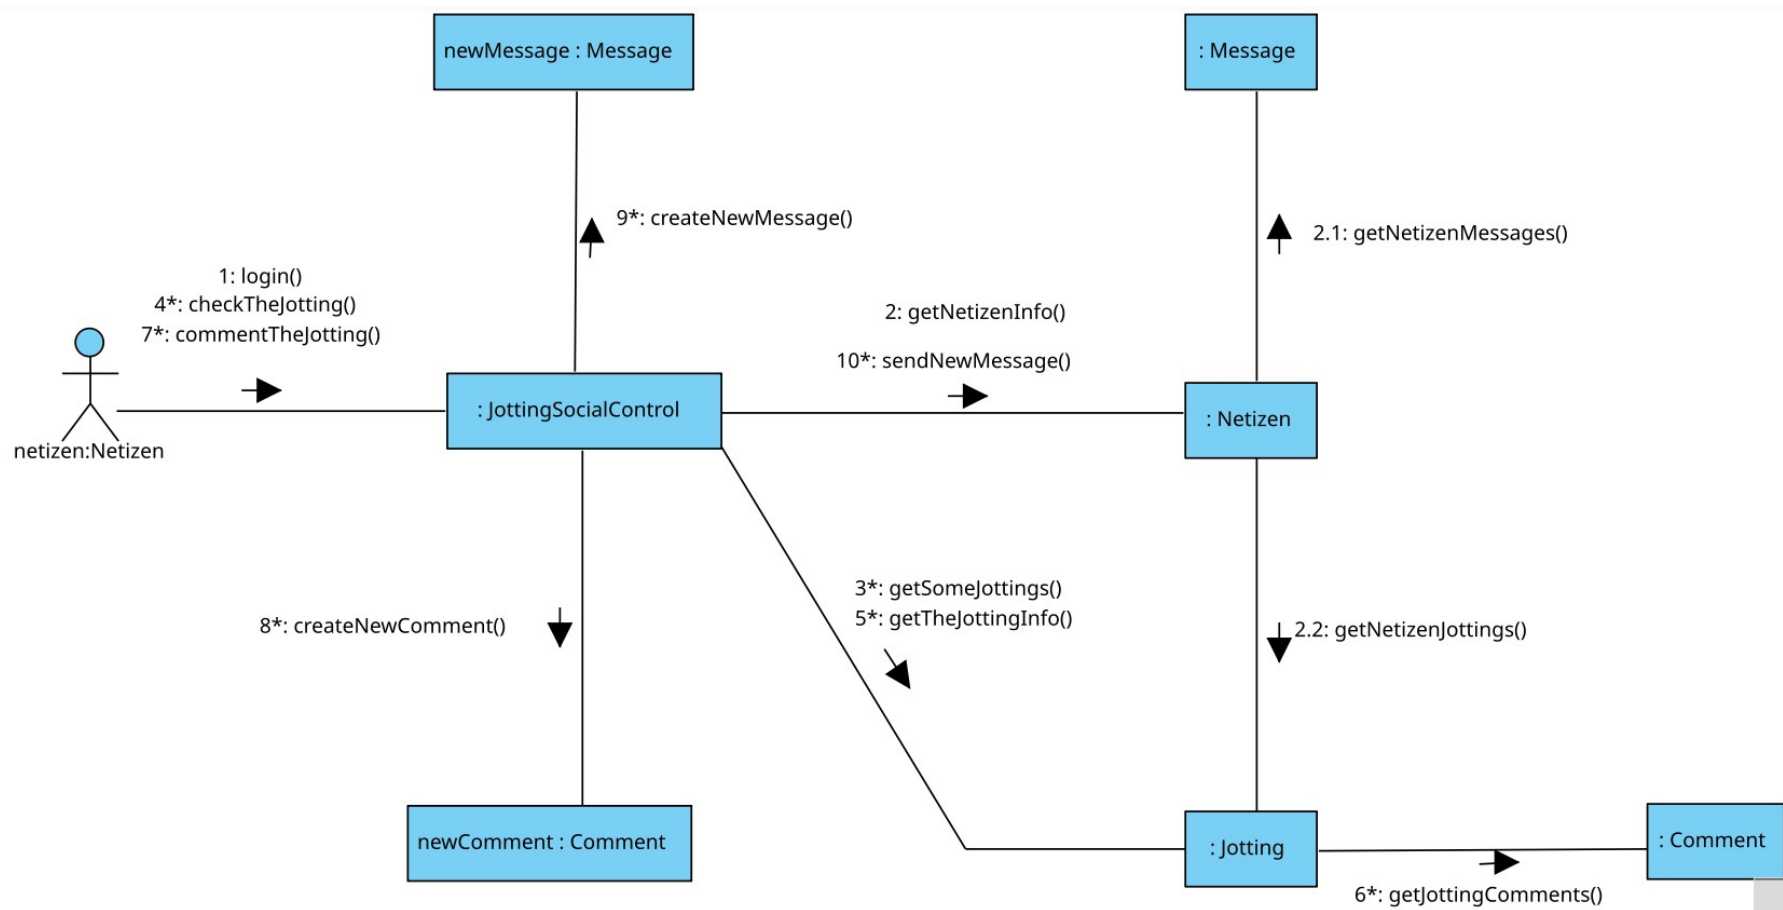 newMessage : Message
: Message
9*: createNewMessage()
2.1: getNetizenMessages()
1: login()
4*: checkTheJotting()
7*: commentTheJotting()
2: getNetizenInfo()
10*: sendNewMessage()
netizen:Netizen
: JottingSocialControl
: Netizen
3*: getSomeJottings()
5*: getTheJottingInfo()
8*: createNewComment()
2.2: getNetizenJottings()
newComment : Comment
: Jotting
: Comment
6*: getJottingComments()